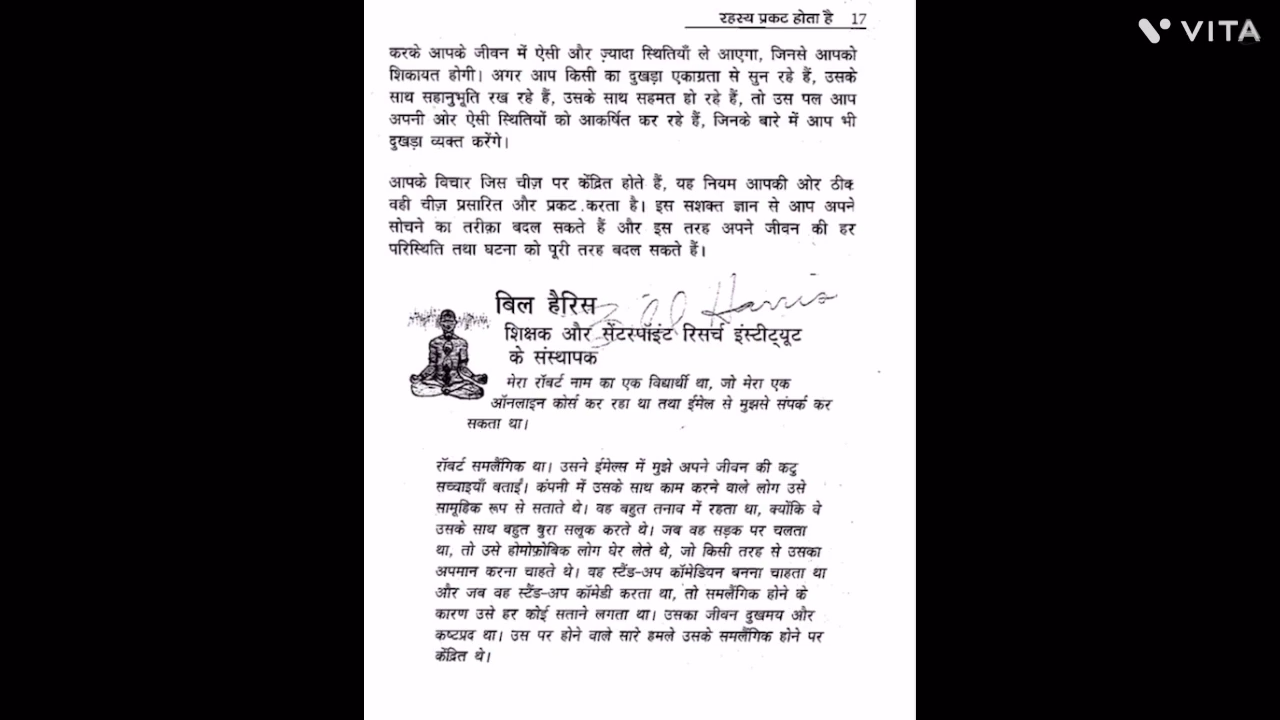 रहस्य प्रकट होता है 17
VITA
करके आपके जीवन में ऐसी और ज़्यादा स्थितियाँ ले आएगा, जिनसे आपको
शिकायत होगी। अगर आप किसी का दुखड़ा एकाग्रता से सुन रहे हैं, उसके
साथ सहानुभूति रख रहे हैं, उसके साथ सहमत हो रहे हैं, तो उस पल आप
अपनी ओर ऐसी स्थितियों को आकर्षित कर रहे हैं, जिनके बारे में आप भी
दुखड़ा व्यक्त करेंगे।
आपके विचार जिस चीज़ पर केंद्रित होते हैं, यह नियम आपकी ओर ठीक
वही चीज़ प्रसारित और प्रकट करता है। इस सशक्त ज्ञान से आप अपने
सोचने का तरीक़ा बदल सकते हैं और इस तरह अपने जीवन की हर
परिस्थिति तथा घटना को पूरी तरह बदल सकते हैं।
बिल हैरिस Bill Harris
शिक्षक और सेंटरपॉइंट रिसर्च इंस्टीट्यूट
के संस्थापक
मेरा रॉबर्ट नाम का एक विद्यार्थी था, जो मेरा एक
ऑनलाइन कोर्स कर रहा था तथा ईमेल से मुझसे संपर्क कर
सकता था।
रॉबर्ट समलैंगिक था। उसने ईमेल्स में मुझे अपने जीवन की कटु
सच्चाइयाँ बताईं। कंपनी में उसके साथ काम करने वाले लोग उसे
सामूहिक रूप से सताते थे। वह बहुत तनाव में रहता था, क्योंकि वे
उसके साथ बहुत बुरा सलूक करते थे। जब वह सड़क पर चलता
था, तो उसे होमोफ़ोबिक लोग घेर लेते थे, जो किसी तरह से उसका
अपमान करना चाहते थे। वह स्टैंड-अप कॉमेडियन बनना चाहता था
और जब वह स्टैंड-अप कॉमेडी करता था, तो समलैंगिक होने के
कारण उसे हर कोई सताने लगता था। उसका जीवन दुखमय और
कष्टप्रद था। उस पर होने वाले सारे हमले उसके समलैंगिक होने पर
केंद्रित थे।